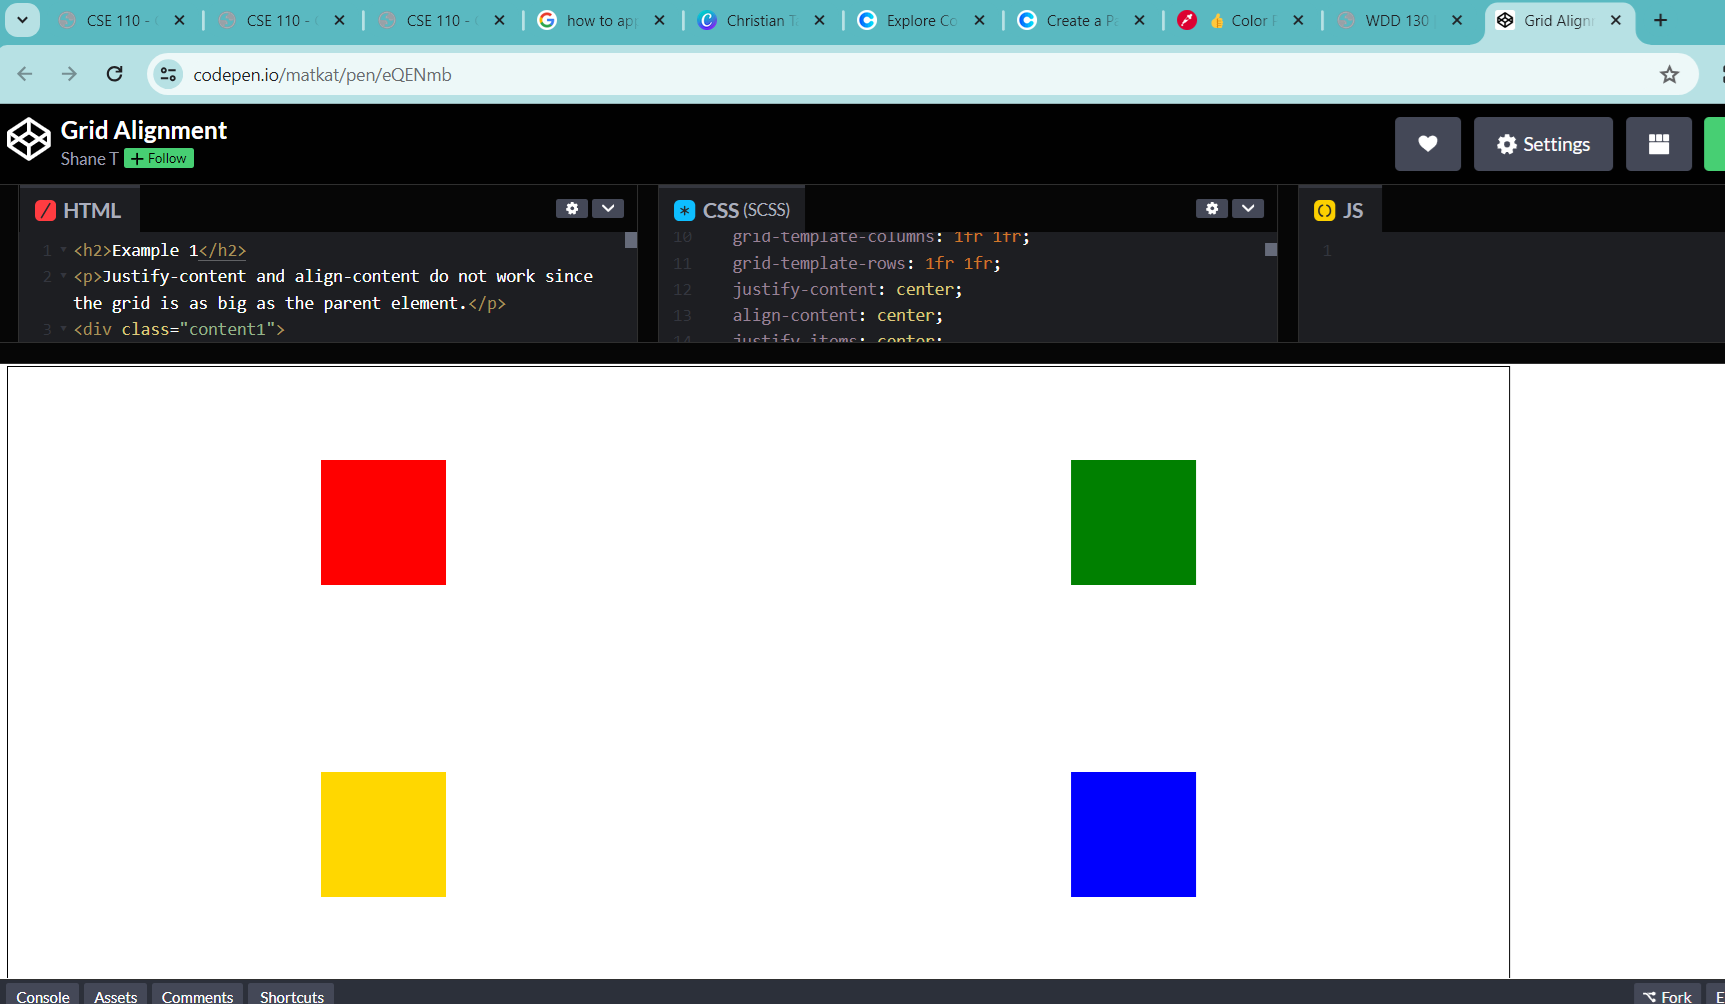 CSE 110 -
CSE 110 -
CSE 110 -
how to ap
Christian T
Explore Co
Create a P
👍 Color
WDD 130
Grid Align
codepen.io/matkat/pen/eQENmb
Grid Alignment
Shane T + Follow
Settings
HTML
1 <h2>Example 1</h2>
2 <p>Justify-content and align-content do not work since
the grid is as big as the parent element.</p>
3 <div class="content1">
CSS (SCSS)
10 grid-template-columns: 1fr 1fr;
11 grid-template-rows: 1fr 1fr;
12 justify-content: center;
13 align-content: center;
14 justify-items: center;
JS
1
Console Assets Comments Shortcuts
Fork